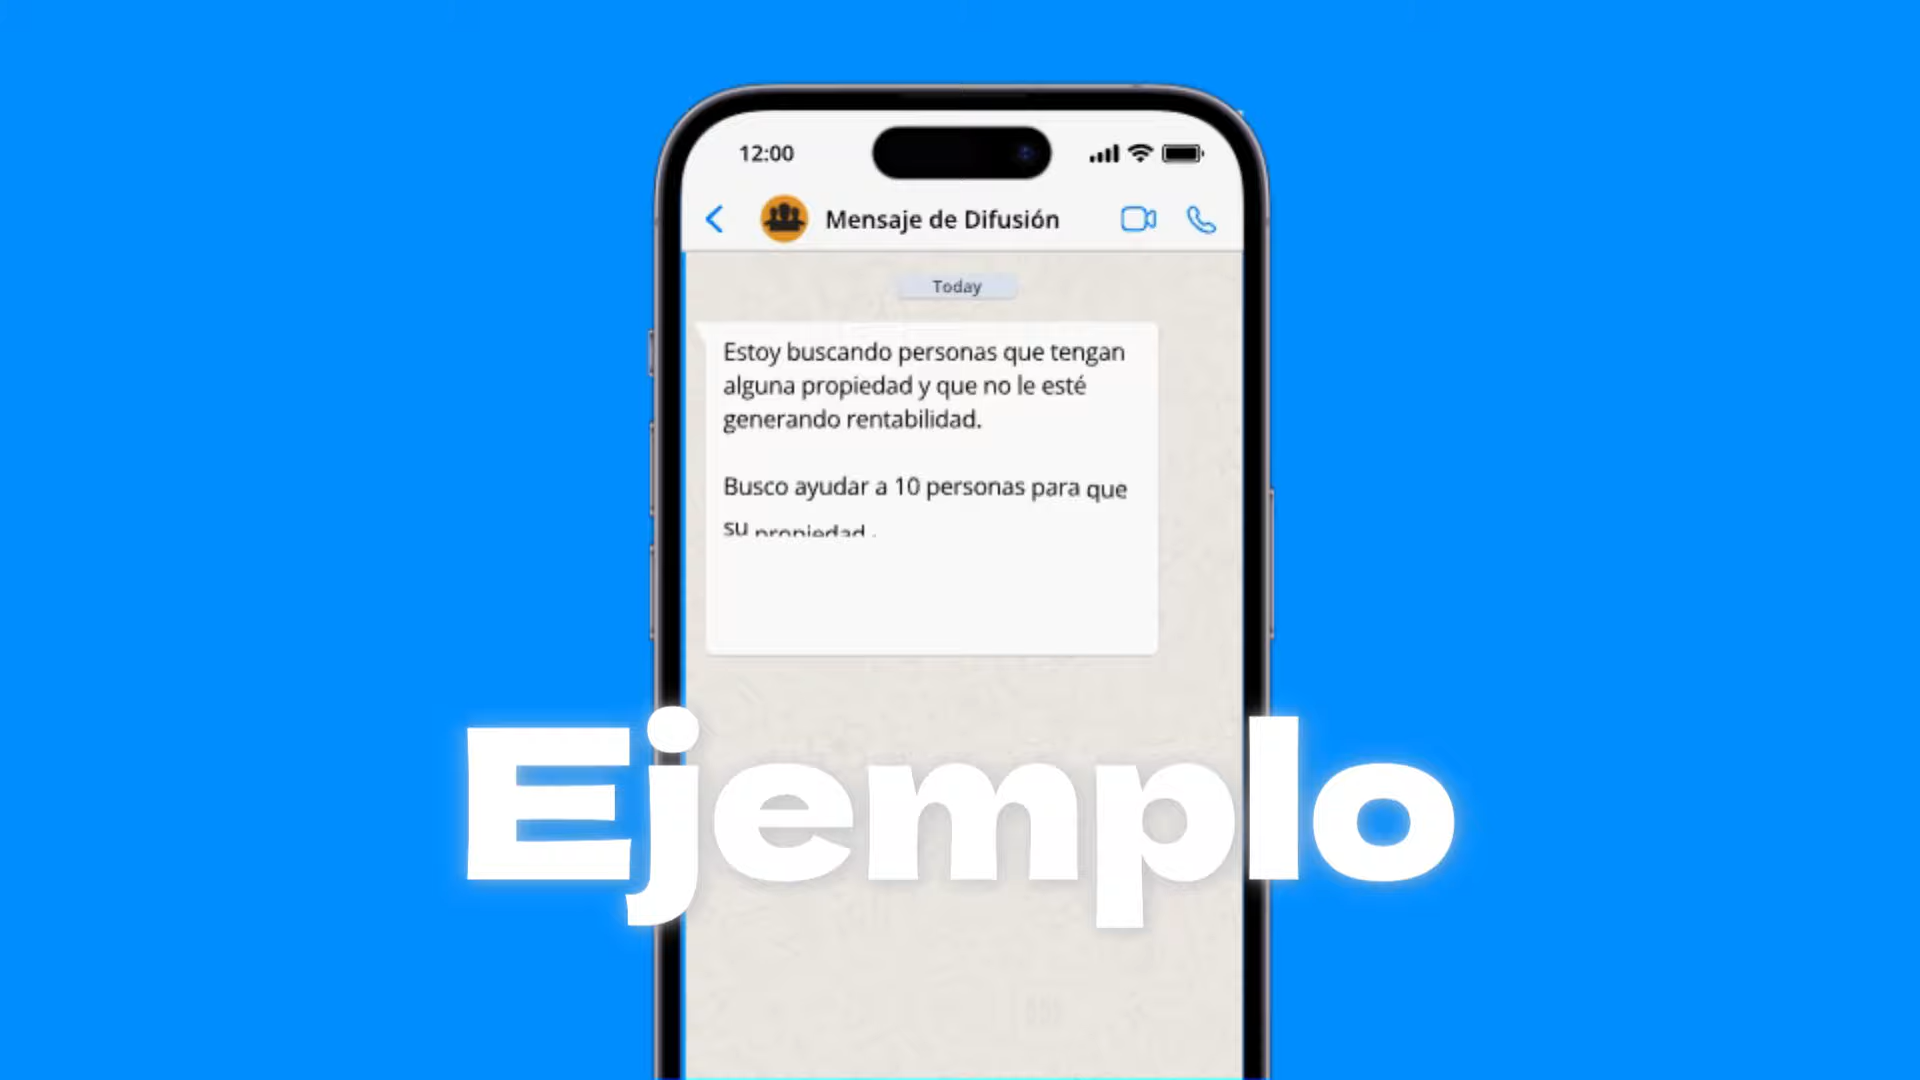 12:00
Mensaje de Difusión
Today
Estoy buscando personas que tengan
alguna propiedad y que no le esté
generando rentabilidad.
Busco ayudar a 10 personas para que
su propiedad
Ejemplo